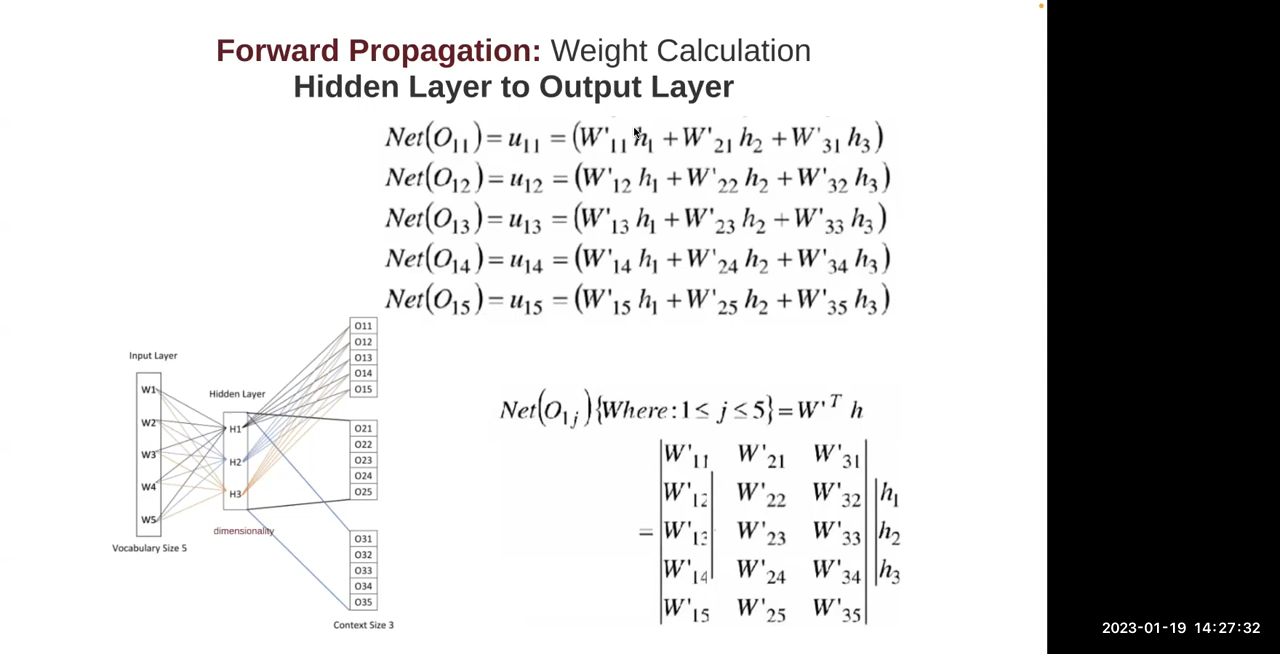 Forward Propagation: Weight Calculation
Hidden Layer to Output Layer
Net(O₁₁) = u₁₁ = (W'₁₁ h₁ + W'₂₁ h₂ + W'₃₁ h₃)
Net(O₁₂) = u₁₂ = (W'₁₂ h₁ + W'₂₂ h₂ + W'₃₂ h₃)
Net(O₁₃) = u₁₃ = (W'₁₃ h₁ + W'₂₃ h₂ + W'₃₃ h₃)
Net(O₁₄) = u₁₄ = (W'₁₄ h₁ + W'₂₄ h₂ + W'₃₄ h₃)
Net(O₁₅) = u₁₅ = (W'₁₅ h₁ + W'₂₅ h₂ + W'₃₅ h₃)
Input Layer
W1
W2
W3
W4
W5
Vocabulary Size 5
Hidden Layer
H1
H2
H3
dimensionality
O11
O12
O13
O14
O15
O21
O22
O23
O24
O25
O31
O32
O33
O34
O35
Context Size 3
Net(O₁ⱼ){Where:1 ≤ j ≤ 5} = W'ᵀ h
W'₁₁ W'₂₁ W'₃₁
W'₁₂ W'₂₂ W'₃₂ h₁
= W'₁₃ W'₂₃ W'₃₃ h₂
W'₁₄ W'₂₄ W'₃₄ h₃
W'₁₅ W'₂₅ W'₃₅
2023-01-19 14:27:32